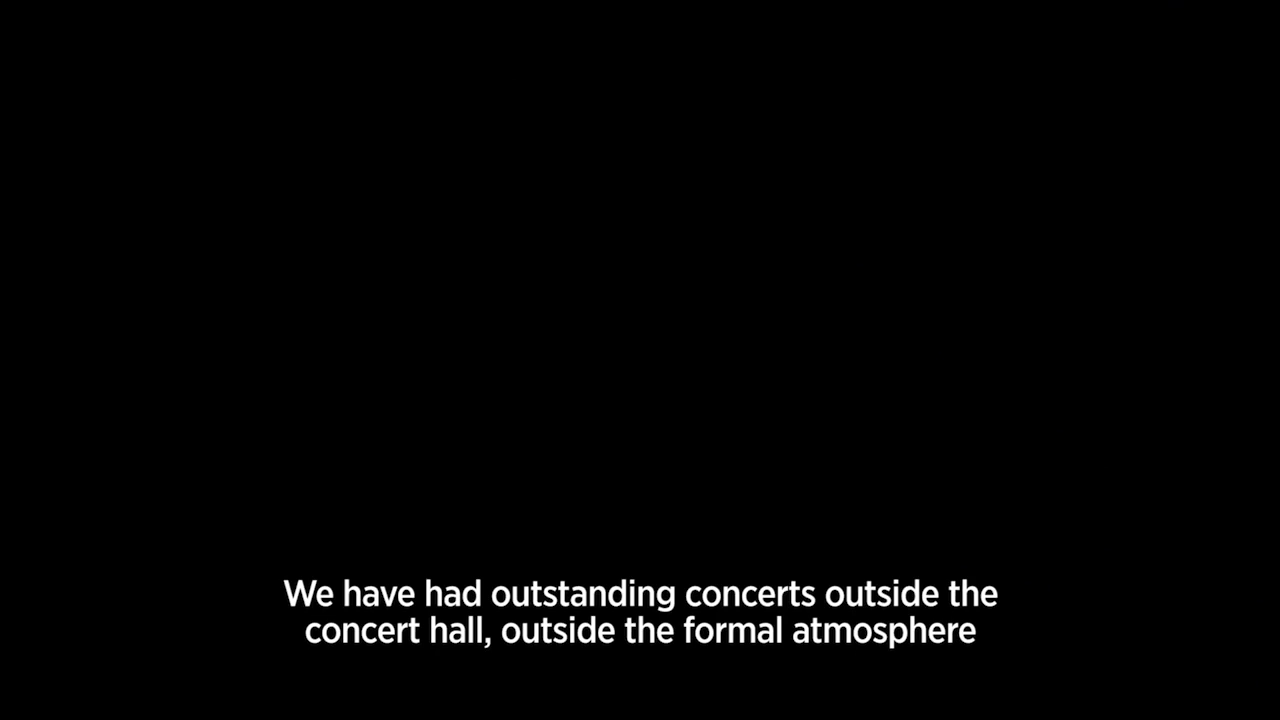 We have had outstanding concerts outside the
concert hall, outside the formal atmosphere